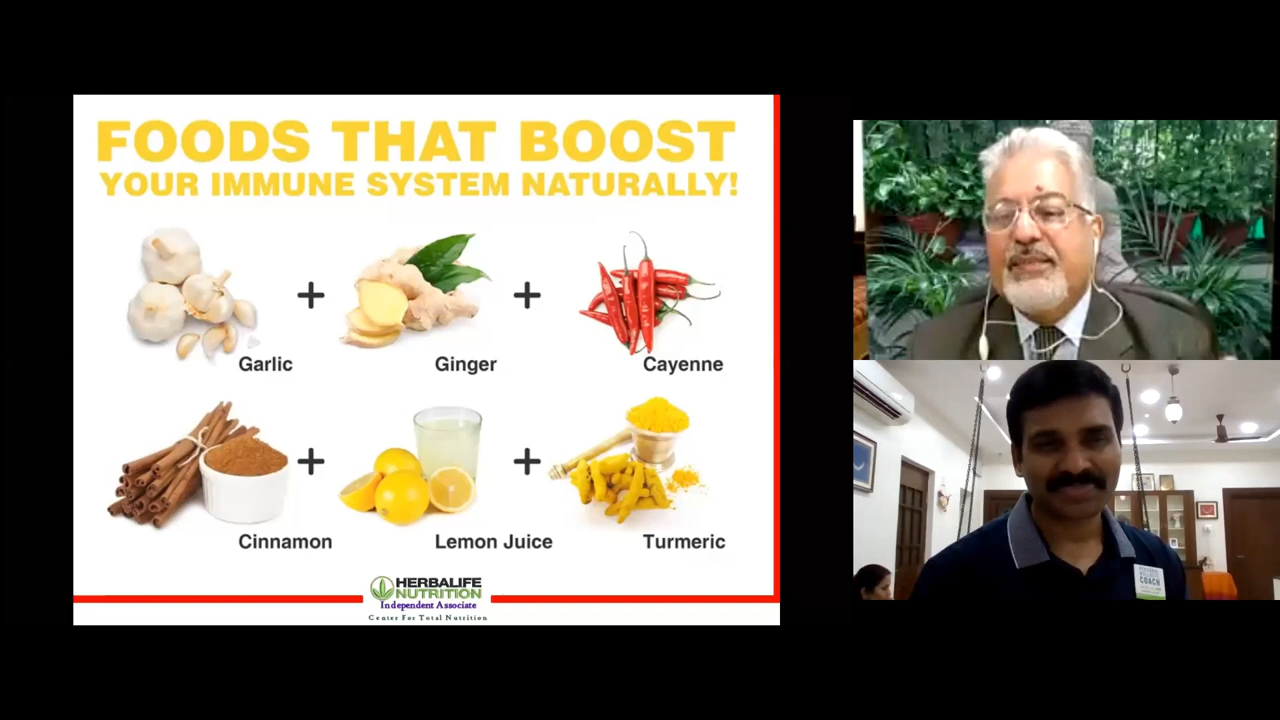 FOODS THAT BOOST
YOUR IMMUNE SYSTEM NATURALLY!
+
+
Garlic
Ginger
Cayenne
+
+
Cinnamon
Lemon Juice
Turmeric
HERBALIFE
NUTRITION
Independent Associate
Center For Total Nutrition
COACH